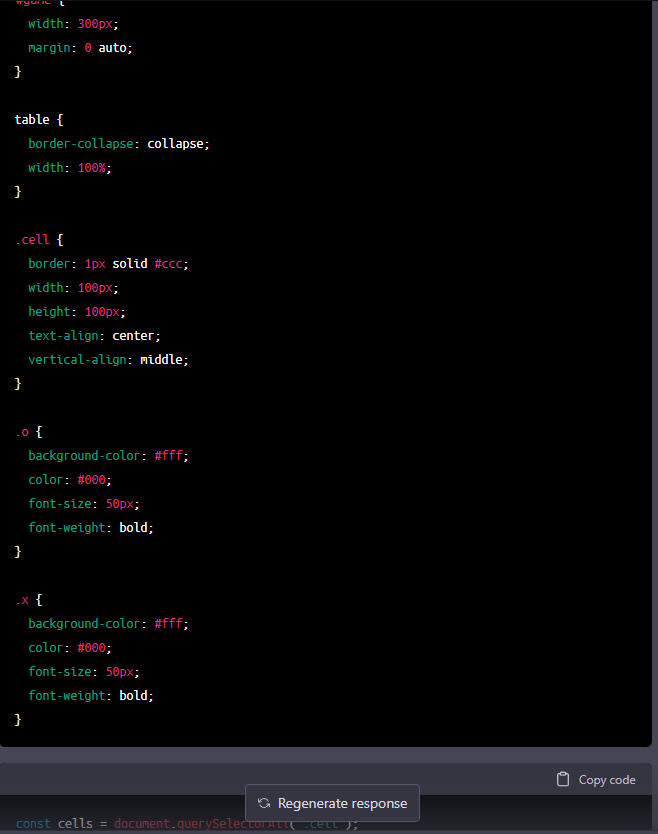 #game {
  width: 300px;
  margin: 0 auto;
}
table {
  border-collapse: collapse;
  width: 100%;
}
.cell {
  border: 1px solid #ccc;
  width: 100px;
  height: 100px;
  text-align: center;
  vertical-align: middle;
}
.o {
  background-color: #fff;
  color: #000;
  font-size: 50px;
  font-weight: bold;
}
.x {
  background-color: #fff;
  color: #000;
  font-size: 50px;
  font-weight: bold;
}
Copy code
Regenerate response
const cells = document.querySelectorAll('.cell');